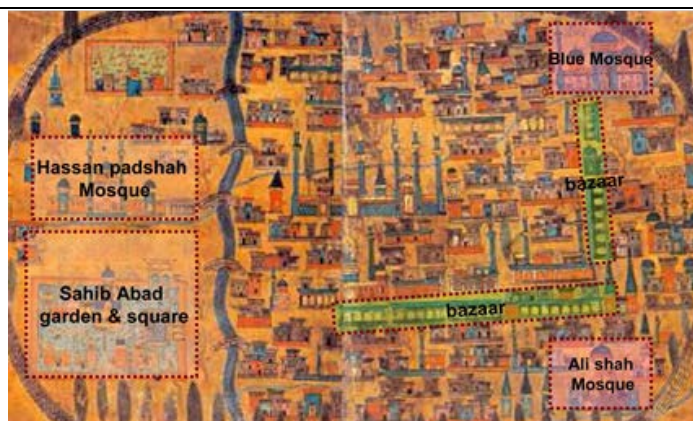 Blue Mosque
Hassan padshah
Mosque
bazaar
Sahib Abad
garden & square
bazaar
Ali shah
Mosque